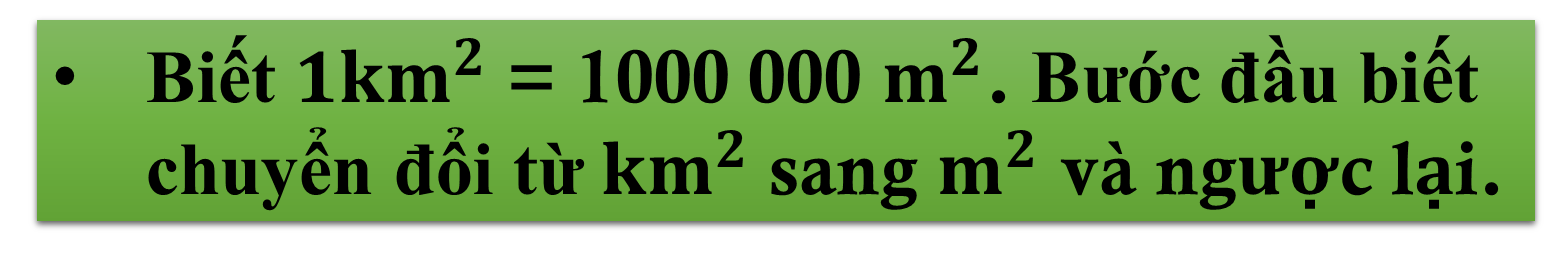 • Biết 1km² = 1000 000 m². Bước đầu biết
chuyển đổi từ km² sang m² và ngược lại.